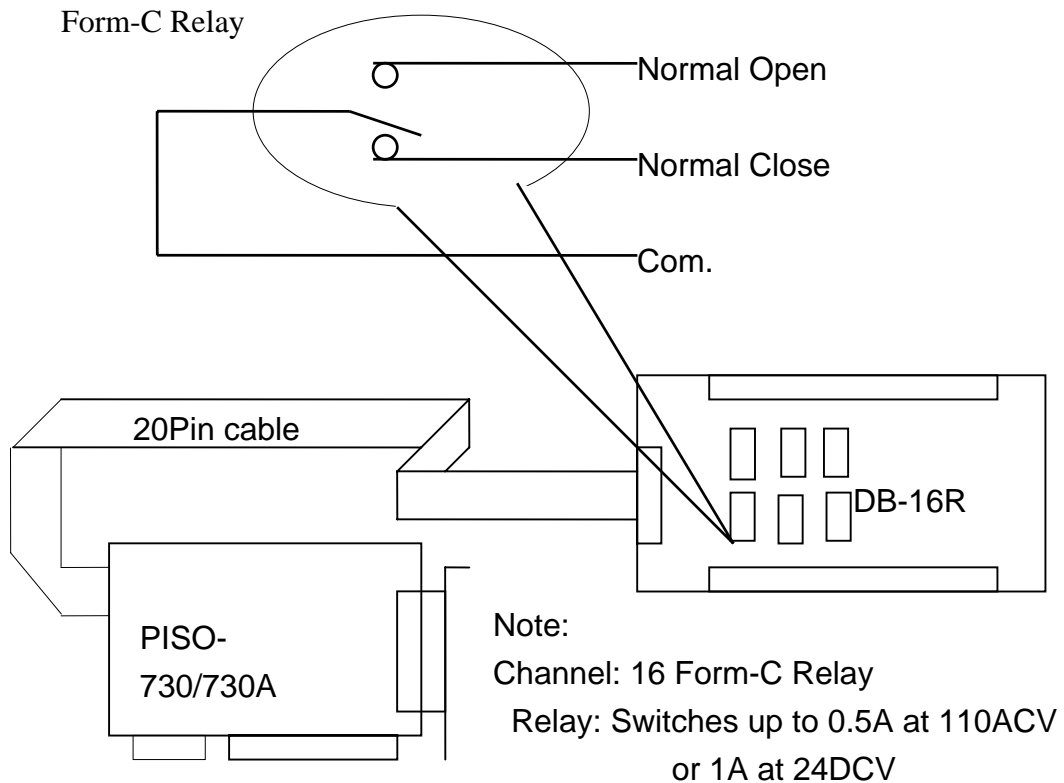 Form-C Relay
Normal Open
Normal Close
Com.
20Pin cable
DB-16R
PISO-
730/730A
Note:
Channel: 16 Form-C Relay
Relay: Switches up to 0.5A at 110ACV
or 1A at 24DCV